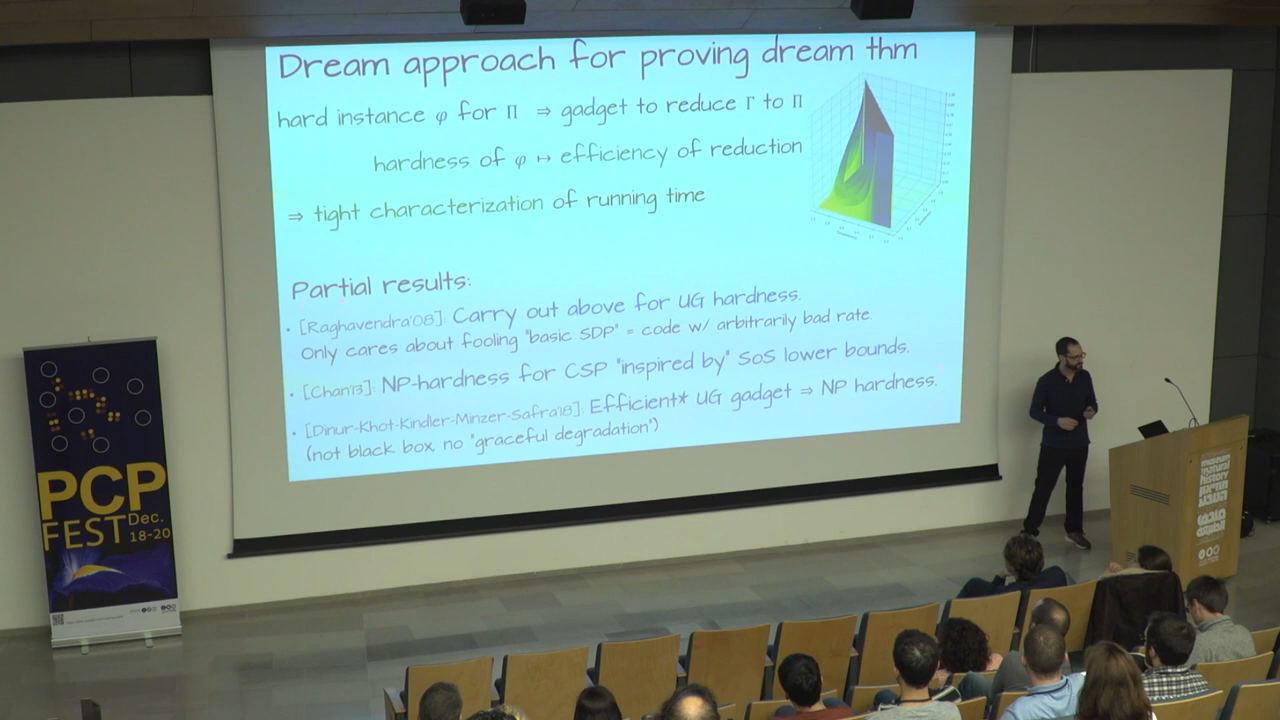 Dream approach for proving dream thm
hard instance φ for Π ⇒ gadget to reduce Γ to Π
hardness of φ ↦ efficiency of reduction
⇒ tight characterization of running time
Partial results:
• [Raghavendra'08]: Carry out above for UG hardness.
Only cares about fooling "basic SDP" = code w/ arbitrarily bad rate.
• [Chan'13]: NP-hardness for CSP "inspired by" SoS lower bounds.
• [Dinur-Khot-Kindler-Minzer-Safra'18]: Efficient* UG gadget ⇒ NP hardness.
(not black box, no "graceful degradation")
PCP
FEST Dec.
18-20
museum
natural
history